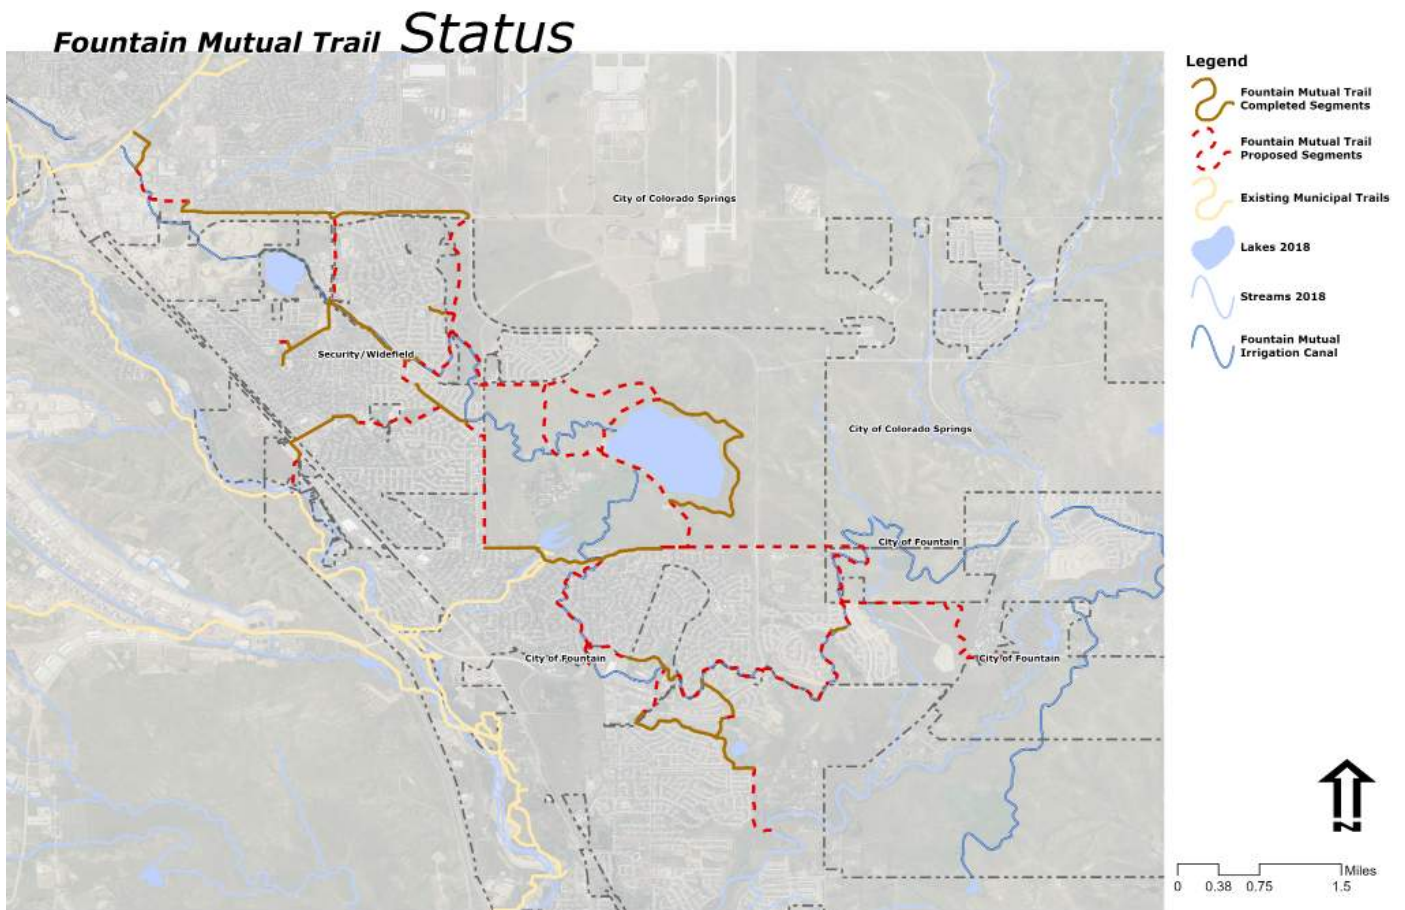 Fountain Mutual Trail Status
Legend
Fountain Mutual Trail
Completed Segments
Fountain Mutual Trail
Proposed Segments
Existing Municipal Trails
Lakes 2018
Streams 2018
Fountain Mutual
Irrigation Canal
City of Colorado Springs
Security/Widefield
City of Colorado Springs
City of Fountain
City of Fountain
City of Fountain
N
Miles
0 0.38 0.75 1.5